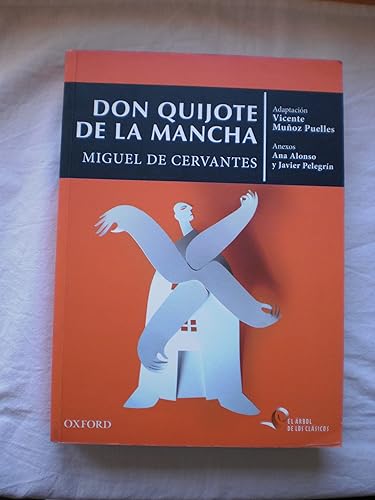 DON QUIJOTE
DE LA MANCHA
MIGUEL DE CERVANTES
Adaptación
Vicente
Muñoz Puelles
Anexos
Ana Alonso
y Javier Pelegrín
OXFORD
EL ÁRBOL
DE LOS CLÁSICOS